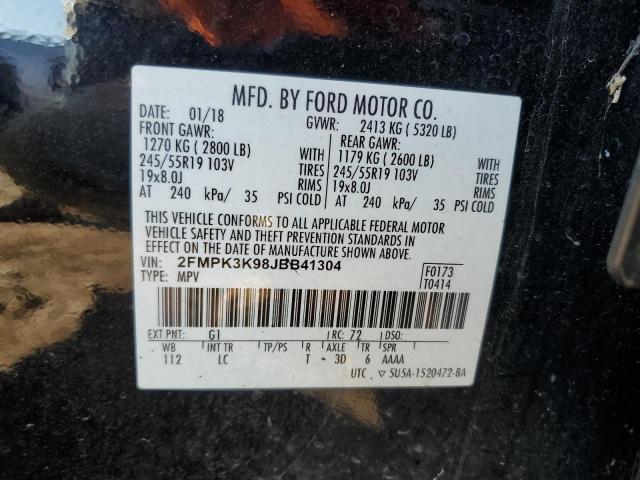 MFD. BY FORD MOTOR CO.
DATE: 01/18 GVWR: 2413 KG ( 5320 LB)
FRONT GAWR: REAR GAWR:
1270 KG ( 2800 LB) WITH 1179 KG ( 2600 LB) WITH
245/55R19 103V TIRES 245/55R19 103V TIRES
19x8.0J RIMS 19x8.0J RIMS
AT 240 kPa/ 35 PSI COLD AT 240 kPa/ 35 PSI COLD
THIS VEHICLE CONFORMS TO ALL APPLICABLE FEDERAL MOTOR
VEHICLE SAFETY AND THEFT PREVENTION STANDARDS IN
EFFECT ON THE DATE OF MANUFACTURE SHOWN ABOVE.
VIN: 2FMPK3K98JBB41304 F0173
TYPE: MPV T0414
EXT PNT: G1 RC: 72 DSO:
WB INT TR TP/PS R AXLE TR SPR
112 LC T - 3D 6 AAAA
UTC ▽ 5U5A-1520472-BA